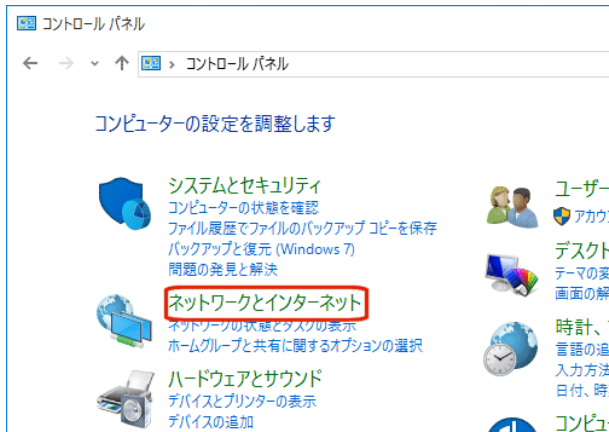 コントロール パネル
コントロール パネル
コンピューターの設定を調整します
システムとセキュリティ
コンピューターの状態を確認
ファイル履歴でファイルのバックアップ コピーを保存
バックアップと復元 (Windows 7)
問題の発見と解決
ネットワークとインターネット
ネットワークの状態とタスクの表示
ホームグループと共有に関するオプションの選択
ハードウェアとサウンド
デバイスとプリンターの表示
デバイスの追加
ユーザー
アカウ
デスクト
テーマの変
画面の解
時計、
言語の追
入力方法
日付、時
コンピュ